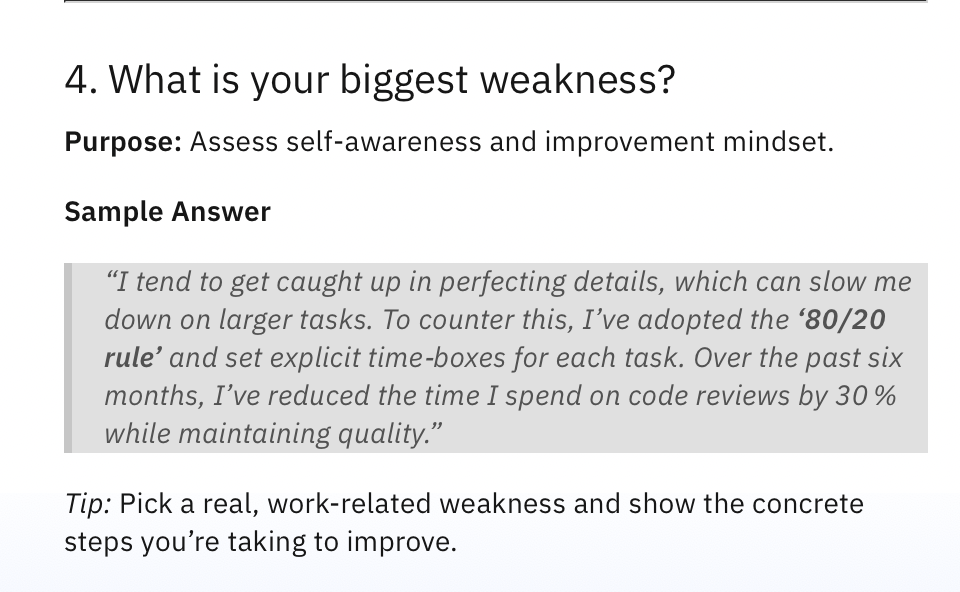 4. What is your biggest weakness?
Purpose: Assess self-awareness and improvement mindset.
Sample Answer
“I tend to get caught up in perfecting details, which can slow me
down on larger tasks. To counter this, I’ve adopted the ‘80/20
rule’ and set explicit time-boxes for each task. Over the past six
months, I’ve reduced the time I spend on code reviews by 30 %
while maintaining quality.”
Tip: Pick a real, work-related weakness and show the concrete
steps you’re taking to improve.